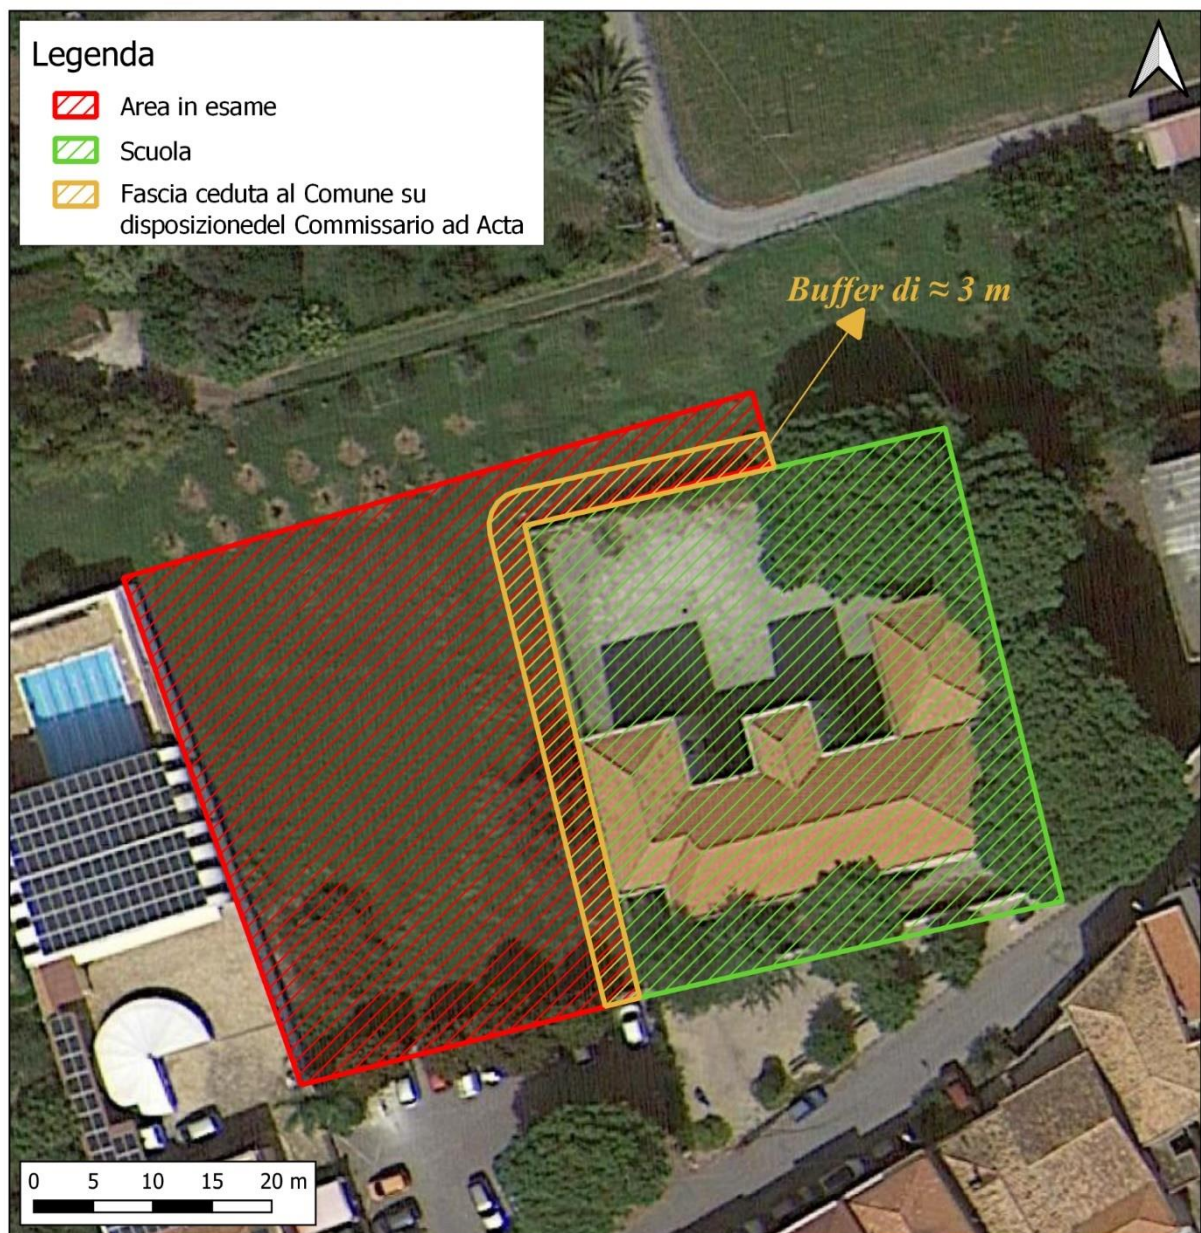 Legenda
Area in esame
Scuola
Fascia ceduta al Comune su
disposizionedel Commissario ad Acta
Buffer di ≈ 3 m
0 5 10 15 20 m